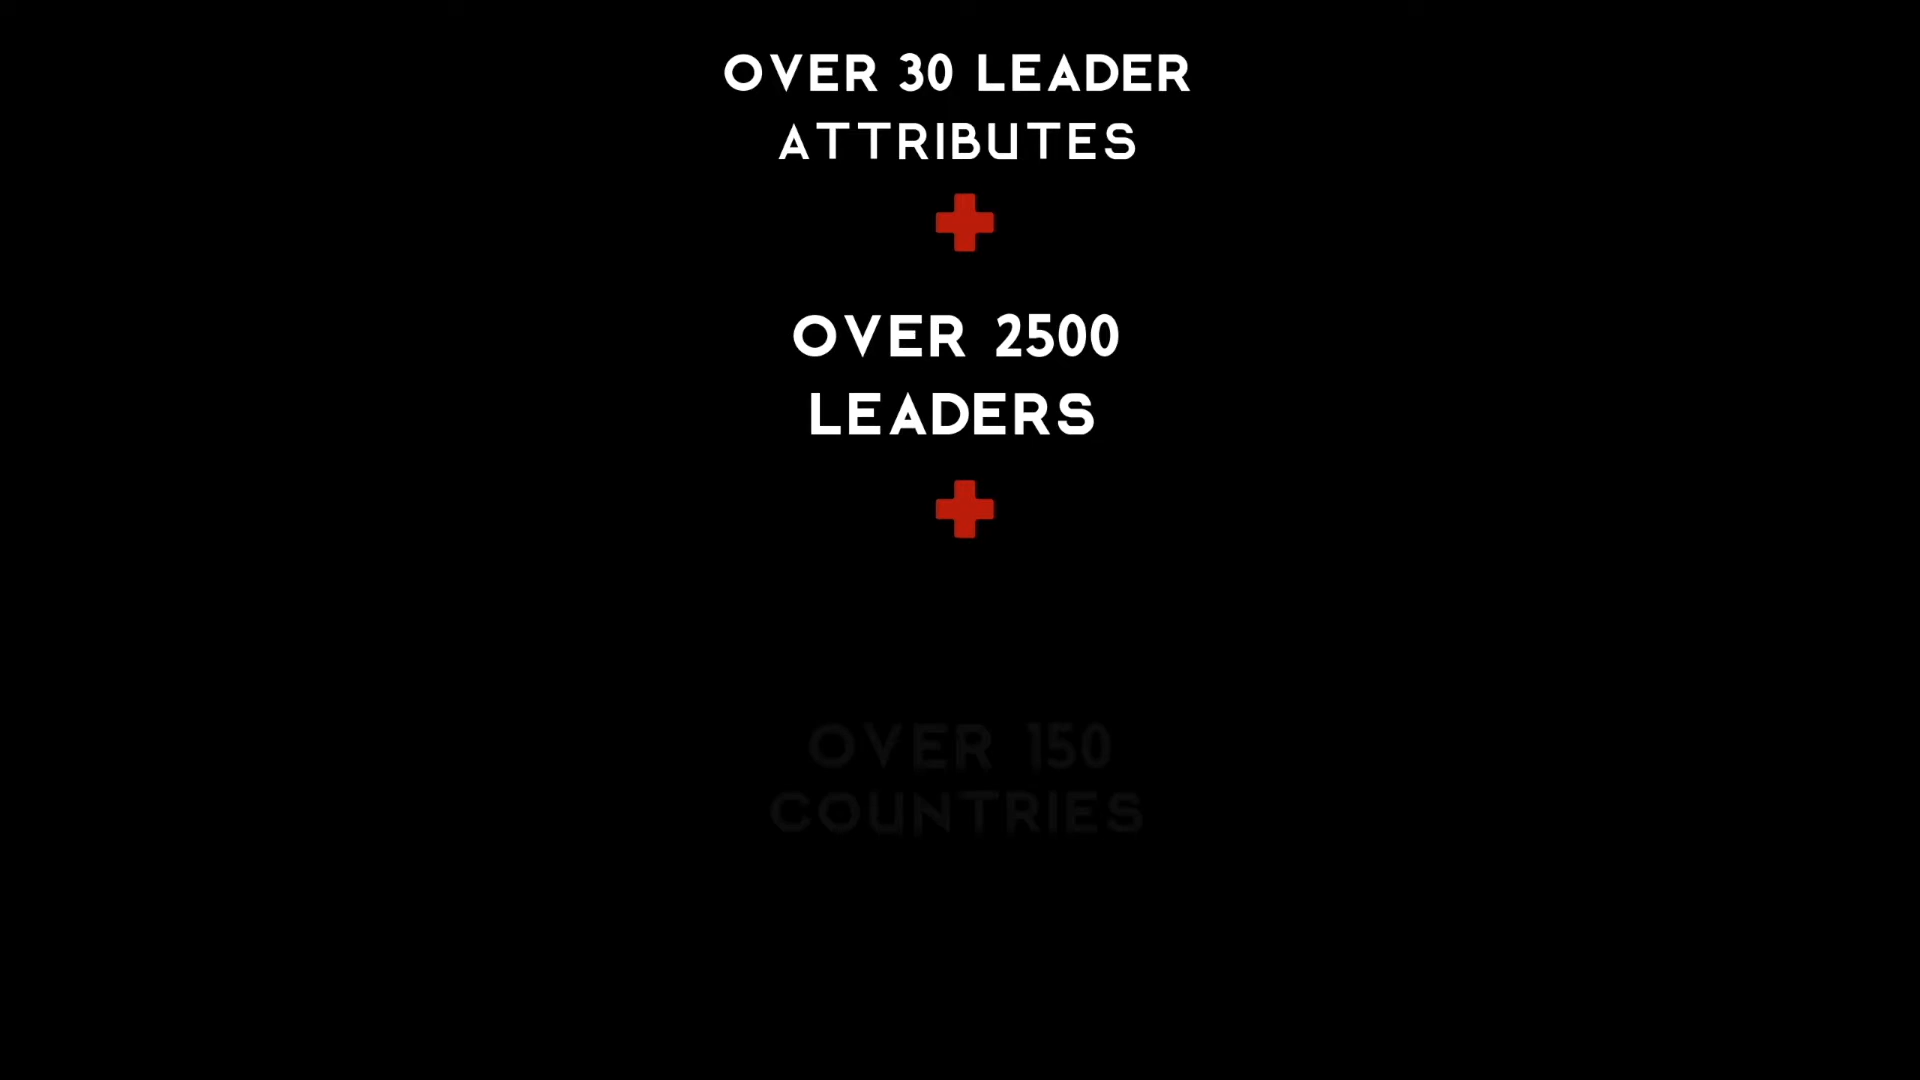 OVER 30 LEADER
ATTRIBUTES
OVER 2500
LEADERS
OVER 150
COUNTRIES